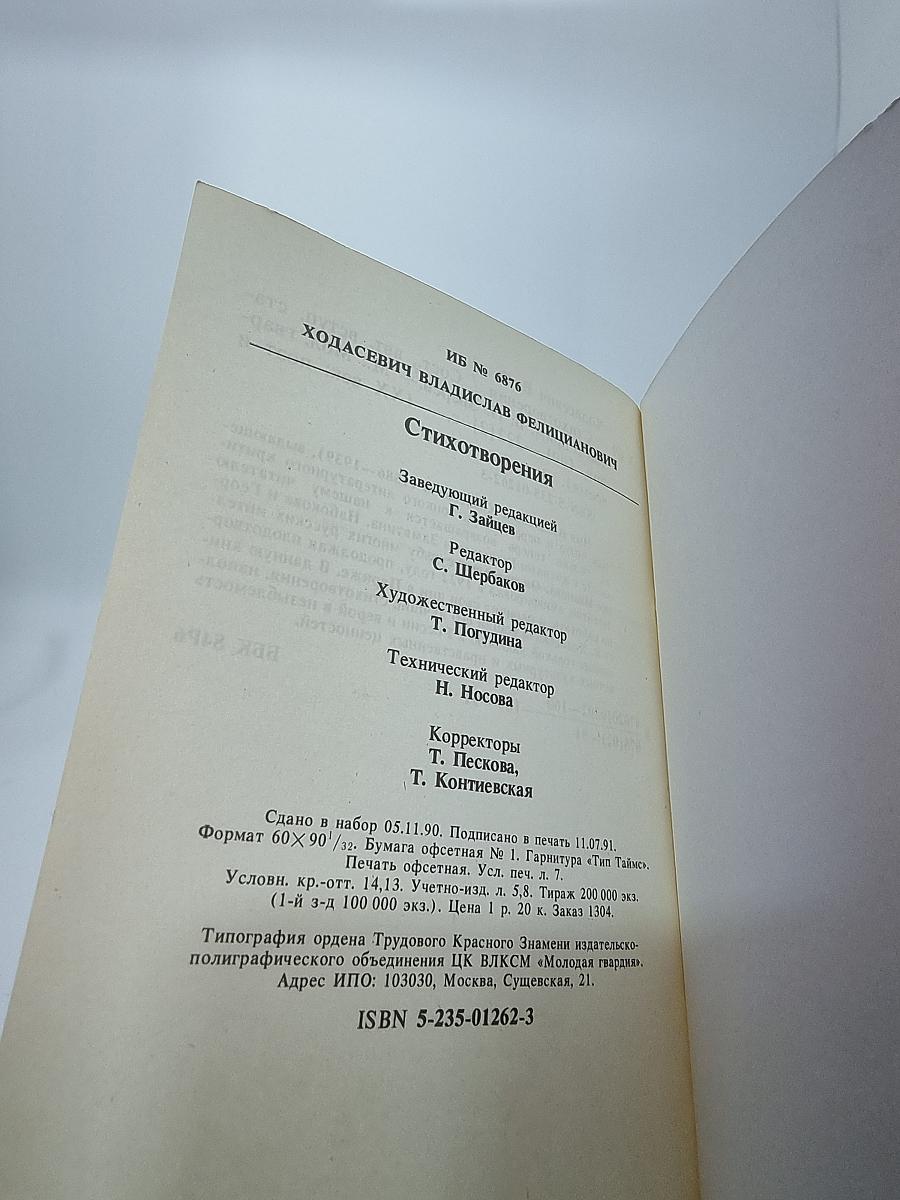 ИБ № 6876
ХОДАСЕВИЧ ВЛАДИСЛАВ ФЕЛИЦИАНОВИЧ
Стихотворения
Заведующий редакцией
Г. Зайцев
Редактор
С. Щербаков
Художественный редактор
Т. Погудина
Технический редактор
Н. Носова
Корректоры
Т. Пескова,
Т. Контиевская
Сдано в набор 05.11.90. Подписано в печать 11.07.91.
Формат 60×90¹/₃₂. Бумага офсетная № 1. Гарнитура «Тип Таймс».
Печать офсетная. Усл. печ. л. 7.
Условн. кр.-отт. 14,13. Учетно-изд. л. 5,8. Тираж 200 000 экз.
(1-й з-д 100 000 экз.). Цена 1 р. 20 к. Заказ 1304.
Типография ордена Трудового Красного Знамени издательско-
полиграфического объединения ЦК ВЛКСМ «Молодая гвардия».
Адрес ИПО: 103030, Москва, Сущевская, 21.
ISBN 5-235-01262-3